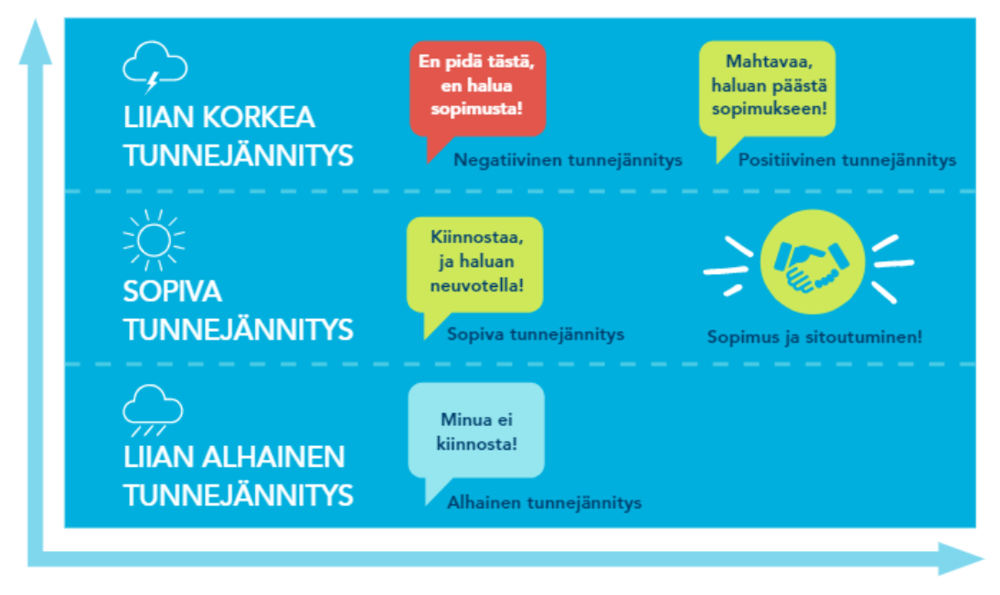 LIIAN KORKEA
TUNNEJÄNNITYS
En pidä tästä,
en halua
sopimusta!
Negatiivinen tunnejännitys
Mahtavaa,
haluan päästä
sopimukseen!
Positiivinen tunnejännitys
SOPIVA
TUNNEJÄNNITYS
Kiinnostaa,
ja haluan
neuvotella!
Sopiva tunnejännitys
Sopimus ja sitoutuminen!
LIIAN ALHAINEN
TUNNEJÄNNITYS
Minua ei
kiinnosta!
Alhainen tunnejännitys